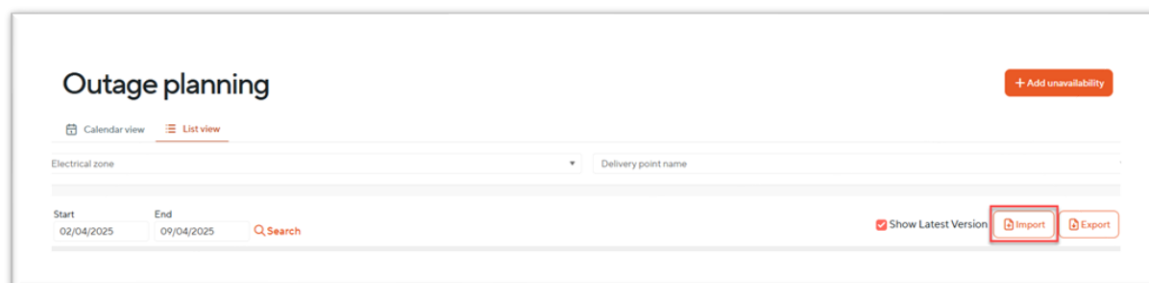 Outage planning
+ Add unavailability
Calendar view
List view
Electrical zone
Delivery point name
Start
End
02/04/2025
09/04/2025
Search
Show Latest Version
Import
Export